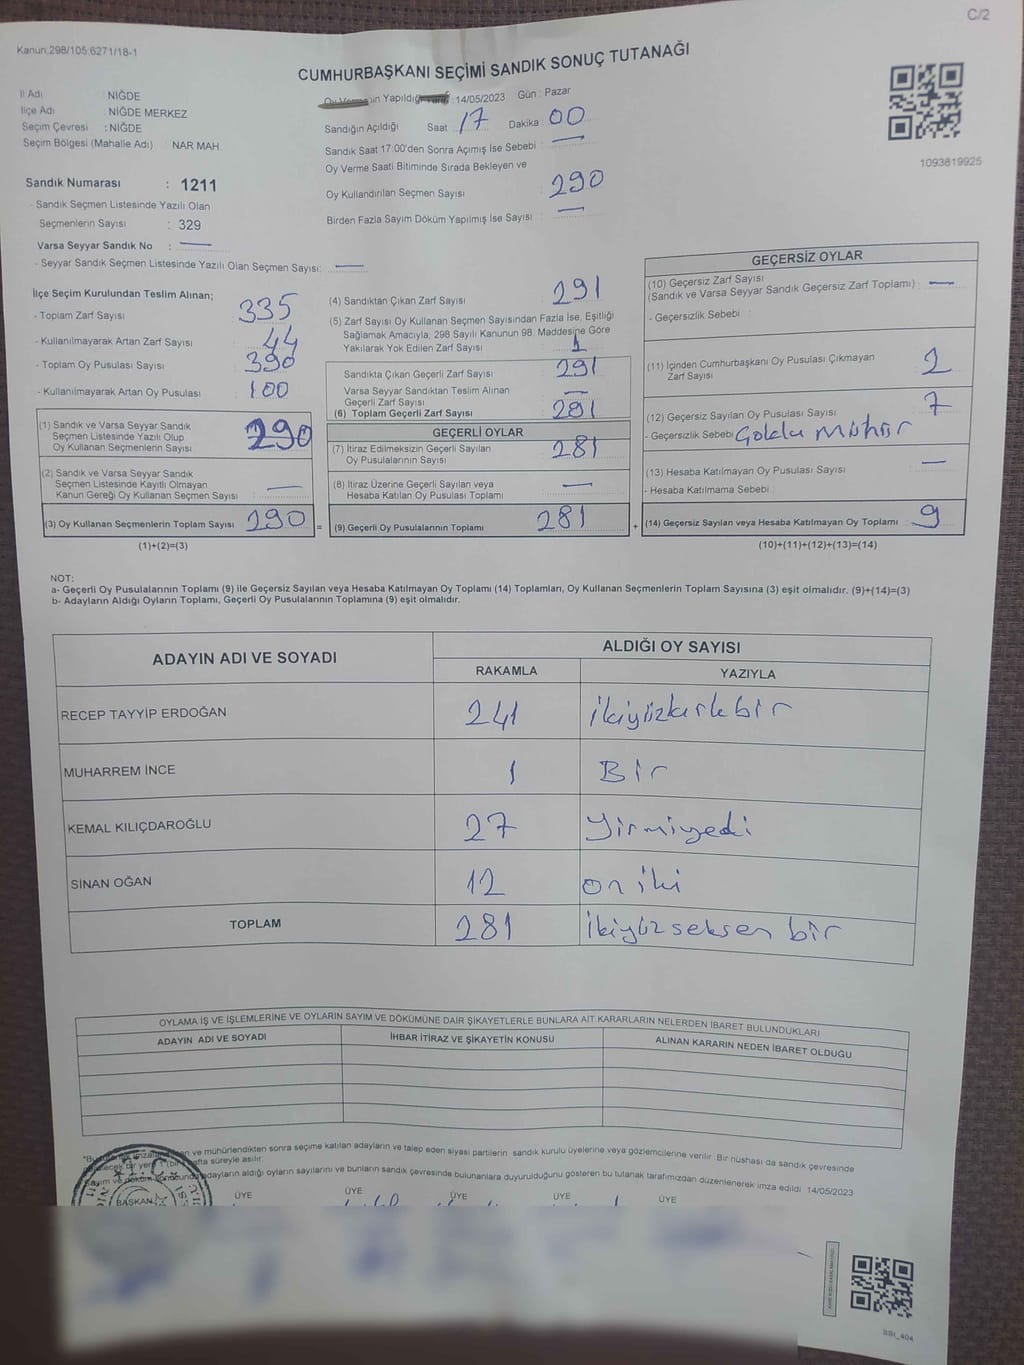 C/2
Kanun.298/105.6271/18-1
CUMHURBAŞKANI SEÇİMİ SANDIK SONUÇ TUTANAĞI
İl Adı : NİĞDE
İlçe Adı : NİĞDE MERKEZ
Seçim Çevresi : NİĞDE
Seçim Bölgesi (Mahalle Adı) : NAR MAH.
Sandık Numarası : 1211
- Sandık Seçmen Listesinde Yazılı Olan
Seçmenlerin Sayısı : 329
Varsa Seyyar Sandık No : —
- Seyyar Sandık Seçmen Listesinde Yazılı Olan Seçmen Sayısı: —
Yapıldığı 14/05/2023 Gün : Pazar
Sandığın Açıldığı Saat : 17 Dakika : 00
Sandık Saat 17:00'den Sonra Açımış İse Sebebi : —
Oy Verme Saati Bitiminde Sırada Bekleyen ve
Oy Kullandırılan Seçmen Sayısı : 290
Birden Fazla Sayım Döküm Yapılmış İse Sayısı : —
1093819925
İlçe Seçim Kurulundan Teslim Alınan;
- Toplam Zarf Sayısı : 335
- Kullanılmayarak Artan Zarf Sayısı : 44
- Toplam Oy Pusulası Sayısı : 390
- Kullanılmayarak Artan Oy Pusulası : 100
(1) Sandık ve Varsa Seyyar Sandık
Seçmen Listesinde Yazılı Olup
Oy Kullanan Seçmenlerin Sayısı : 290
(2) Sandık ve Varsa Seyyar Sandık
Seçmen Listesinde Kayıtlı Olmayan
Kanun Gereği Oy Kullanan Seçmen Sayısı : —
(3) Oy Kullanan Seçmenlerin Toplam Sayısı : 290 =
(1)+(2)=(3)
(4) Sandıktan Çıkan Zarf Sayısı : 291
(5) Zarf Sayısı Oy Kullanan Seçmen Sayısından Fazla İse, Eşitliği
Sağlamak Amacıyla; 298 Sayılı Kanunun 98. Maddesine Göre
Yakılarak Yok Edilen Zarf Sayısı : 1
Sandıkta Çıkan Geçerli Zarf Sayısı : 291
Varsa Seyyar Sandıktan Teslim Alınan
Geçerli Zarf Sayısı : —
(6) Toplam Geçerli Zarf Sayısı : 281
GEÇERLİ OYLAR
(7) İtiraz Edilmeksizin Geçerli Sayılan
Oy Pusulalarının Sayısı : 281
(8) İtiraz Üzerine Geçerli Sayılan veya
Hesaba Katılan Oy Pusulası Toplamı : —
(9) Geçerli Oy Pusulalarının Toplamı : 281 +
GEÇERSİZ OYLAR
(10) Geçersiz Zarf Sayısı
(Sandık ve Varsa Seyyar Sandık Geçersiz Zarf Toplamı) : —
- Geçersizlik Sebebi :
(11) İçinden Cumhurbaşkanı Oy Pusulası Çıkmayan
Zarf Sayısı : 2
(12) Geçersiz Sayılan Oy Pusulası Sayısı : 7
- Geçersizlik Sebebi :
(13) Hesaba Katılmayan Oy Pusulası Sayısı : —
- Hesaba Katılmama Sebebi :
(14) Geçersiz Sayılan veya Hesaba Katılmayan Oy Toplamı : 9
(10)+(11)+(12)+(13)=(14)
NOT:
a- Geçerli Oy Pusulalarının Toplamı (9) ile Geçersiz Sayılan veya Hesaba Katılmayan Oy Toplamı (14) Toplamları, Oy Kullanan Seçmenlerin Toplam Sayısına (3) eşit olmalıdır. (9)+(14)=(3)
b- Adayların Aldığı Oyların Toplamı, Geçerli Oy Pusulalarının Toplamına (9) eşit olmalıdır.
ADAYIN ADI VE SOYADI ALDIĞI OY SAYISI
RAKAMLA YAZIYLA
RECEP TAYYİP ERDOĞAN 241 ikiyüzkırkbir
MUHARREM İNCE 1 Bir
KEMAL KILIÇDAROĞLU 27 Yirmiyedi
SİNAN OĞAN 12 on iki
TOPLAM 281 ikiyüz seksen bir
OYLAMA İŞ VE İŞLEMLERİNE VE OYLARIN SAYIM VE DÖKÜMÜNE DAİR ŞİKAYETLERLE BUNLARA AİT KARARLARIN NELERDEN İBARET BULUNDUKLARI
ADAYIN ADI VE SOYADI İHBAR İTİRAZ VE ŞİKAYETİN KONUSU ALINAN KARARIN NEDEN İBARET OLDUĞU
ve mühürlendikten sonra seçime katılan adayların ve talep eden siyasi partilerin sandık kurulu üyelerine veya gözlemcilerine verilir. Bir nüshası da sandık çevresinde
bir yere 1 hafta süreyle asılır.
adayların aldığı oyların sayılarını ve bunların sandık çevresinde bulunanlara duyurulduğunu gösteren bu tutanak tarafımızdan düzenlenerek imza edildi 14/05/2023
BAŞKAN ÜYE ÜYE ÜYE ÜYE ÜYE
T.C.
SSt_404